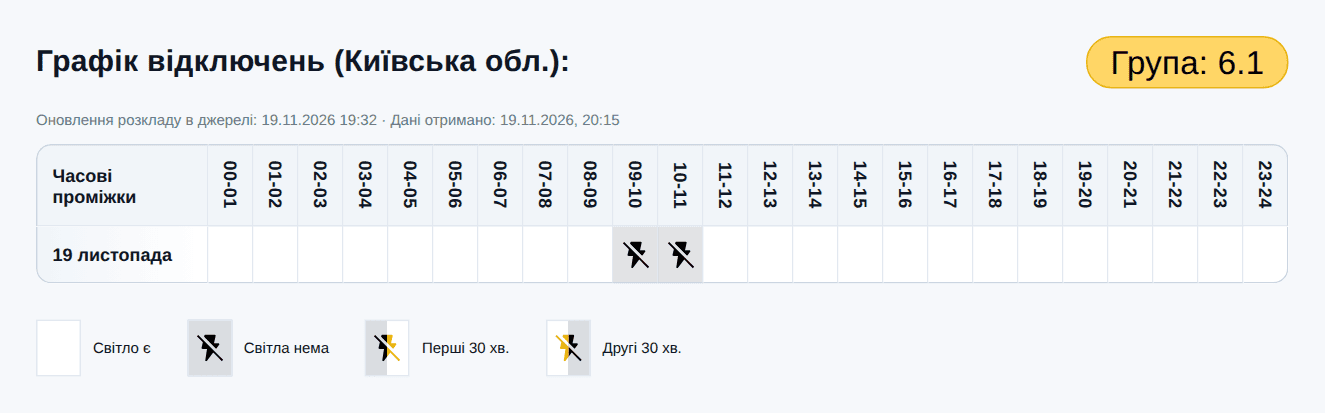 Графік відключень (Київська обл.):
Група: 6.1
Оновлення розкладу в джерелі: 19.11.2026 19:32 · Дані отримано: 19.11.2026, 20:15
Часові
проміжки
00-01
01-02
02-03
03-04
04-05
05-06
06-07
07-08
08-09
09-10
10-11
11-12
12-13
13-14
14-15
15-16
16-17
17-18
18-19
19-20
20-21
21-22
22-23
23-24
19 листопада
Світло є
Світла нема
Перші 30 хв.
Другі 30 хв.